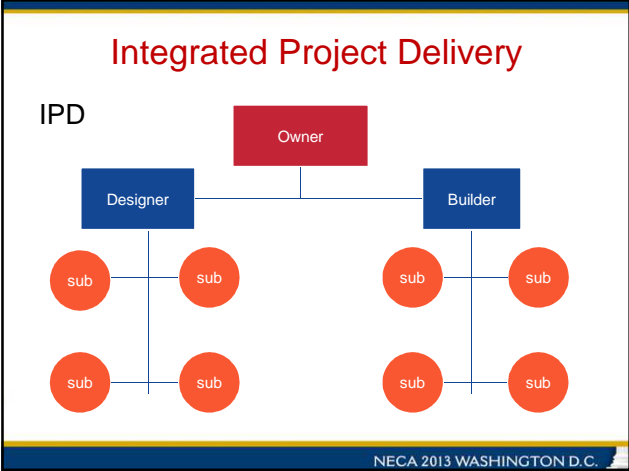 Integrated Project Delivery
IPD
Owner
Designer
Builder
sub
sub
sub
sub
sub
sub
sub
sub
NECA 2013 WASHINGTON D.C.